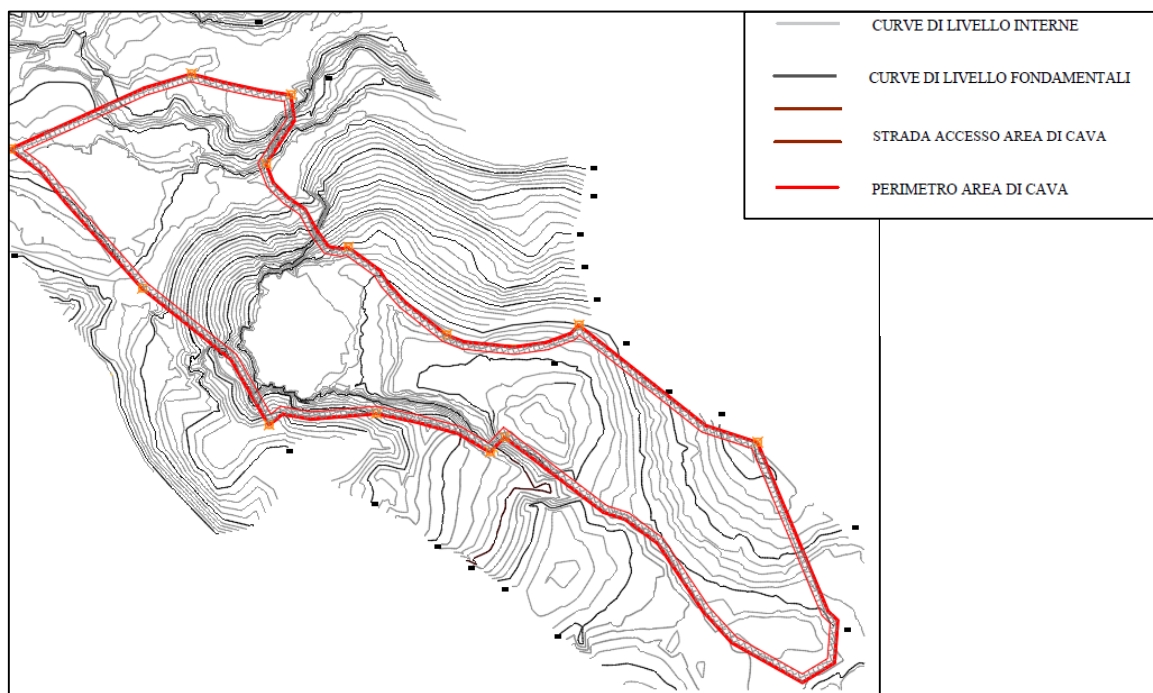 CURVE DI LIVELLO INTERNE
CURVE DI LIVELLO FONDAMENTALI
STRADA ACCESSO AREA DI CAVA
PERIMETRO AREA DI CAVA